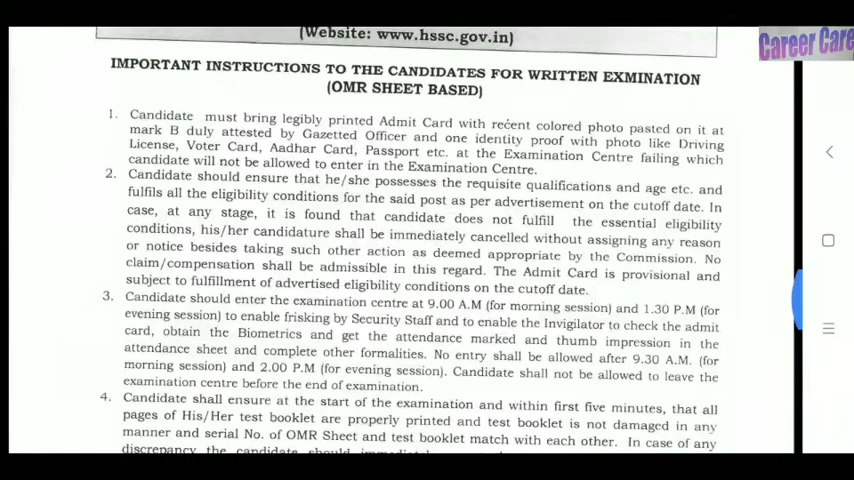 (Website: www.hssc.gov.in)
Career Care
IMPORTANT INSTRUCTIONS TO THE CANDIDATES FOR WRITTEN EXMINATION
(OMR SHEET BASED)
1. Candidate must bring legibly printed Admit Card with recent colored photo pasted on it at
mark B duly attested by Gazetted Officer and one identity proof with photo like Driving
License, Voter Card, Aadhar Card, Passport etc. at the Examination Centre failing which
candidate will not be allowed to enter in the Examination Centre.
2. Candidate should ensure that he/she possesses the requisite qualifications and age etc. and
fulfils all the eligibility conditions for the said post as per advertisement on the cutoff date. In
case, at any stage, it is found that candidate does not fulfill the essential eligibility
conditions, his/her candidature shall be immediately cancelled without assigning any reason
or notice besides taking such other action as deemed appropriate by the Commission. No
claim/compensation shall be admissible in this regard. The Admit Card is provisional and
subject to fulfillment of advertised eligibility conditions on the cutoff date.
3. Candidate should enter the examination centre at 9.00 A.M (for morning session) and 1.30 P.M (for
evening session) to enable frisking by Security Staff and to enable the Invigilator to check the admit
card, obtain the Biometrics and get the attendance marked and thumb impression in the
attendance sheet and complete other formalities. No entry shall be allowed after 9.30 A.M. (for
morning session) and 2.00 P.M (for evening session). Candidate shall not be allowed to leave the
examination centre before the end of examination.
4. Candidate shall ensure at the start of the examination and within first five minutes, that all
pages of His/Her test booklet are properly printed and test booklet is not damaged in any
manner and serial No. of OMR Sheet and test booklet match with each other. In case of any
discrepancy the candidate should